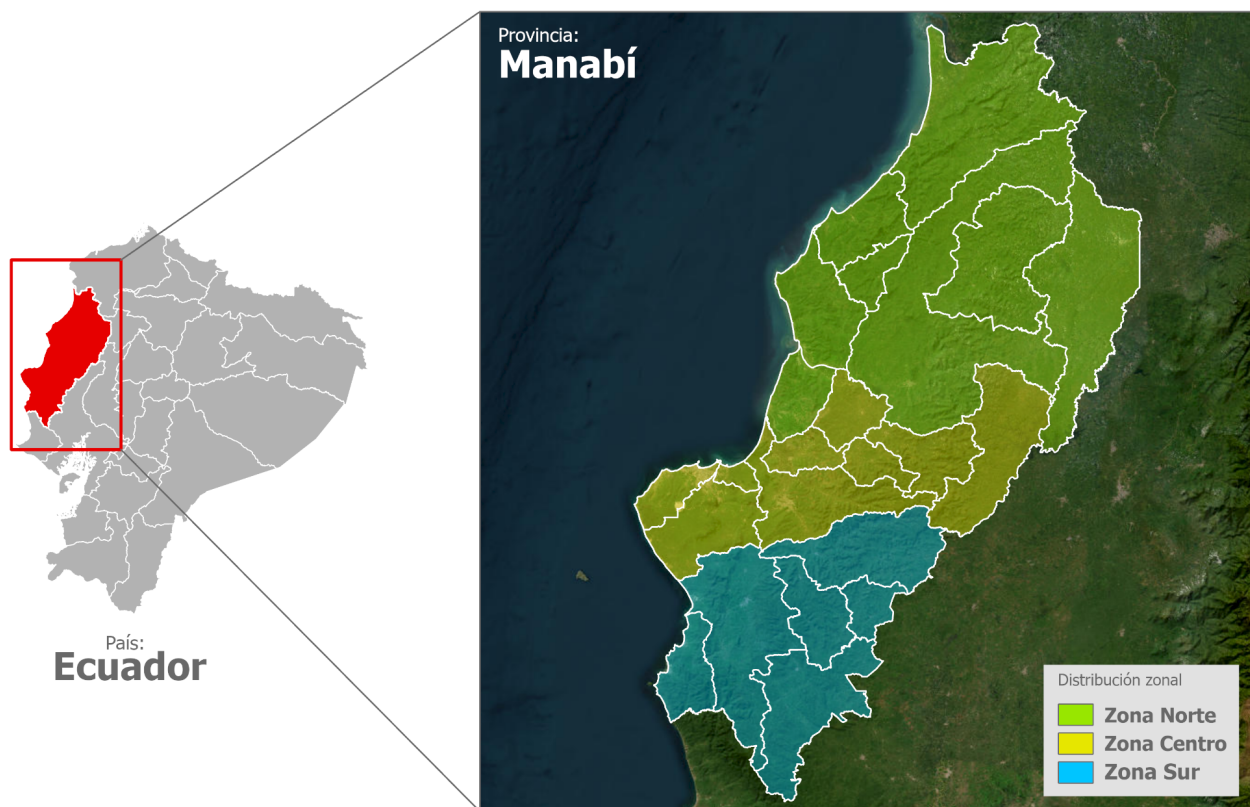 Provincia:
Manabí
País:
Ecuador
Distribución zonal
Zona Norte
Zona Centro
Zona Sur